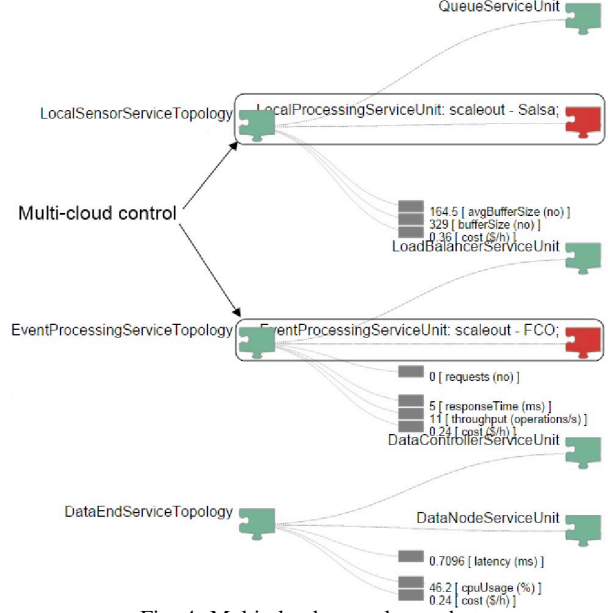 QueueServiceUnit
LocalSensorServiceTopology
LocalProcessingServiceUnit: scaleout - Salsa;
Multi-cloud control
164.5 [ avgBufferSize (no) ]
329 [ bufferSize (no) ]
0.36 [ cost ($/h) ]
LoadBalancerServiceUnit
EventProcessingServiceTopology
EventProcessingServiceUnit: scaleout - FCO;
0 [ requests (no) ]
5 [ responseTime (ms) ]
11 [ throughput (operations/s) ]
0.24 [ cost ($/h) ]
DataControllerServiceUnit
DataEndServiceTopology
DataNodeServiceUnit
0.7096 [ latency (ms) ]
46.2 [ cpuUsage (%) ]
0.24 [ cost ($/h) ]